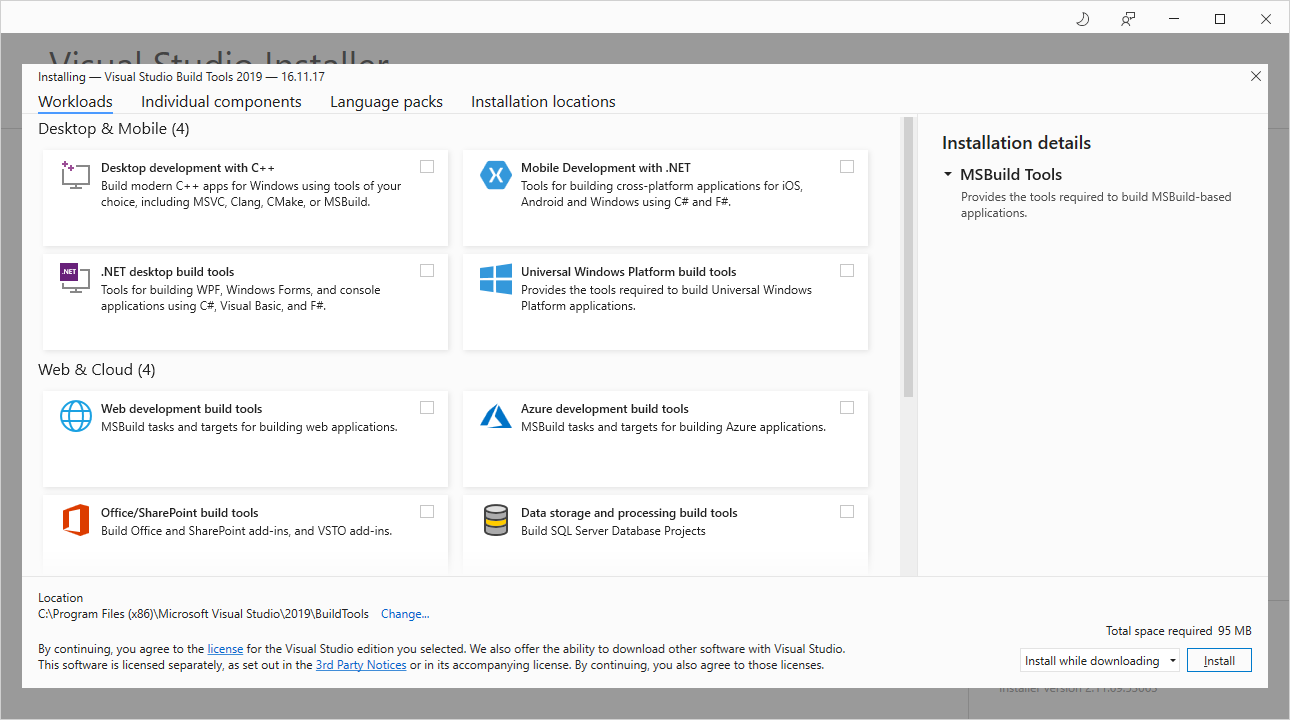 Visual Studio Installer
Installing — Visual Studio Build Tools 2019 — 16.11.17
Workloads
Individual components
Language packs
Installation locations
Desktop & Mobile (4)
Desktop development with C++
Build modern C++ apps for Windows using tools of your
choice, including MSVC, Clang, CMake, or MSBuild.
Mobile Development with .NET
Tools for building cross-platform applications for iOS,
Android and Windows using C# and F#.
.NET
.NET desktop build tools
Tools for building WPF, Windows Forms, and console
applications using C#, Visual Basic, and F#.
Universal Windows Platform build tools
Provides the tools required to build Universal Windows
Platform applications.
Web & Cloud (4)
Web development build tools
MSBuild tasks and targets for building web applications.
Azure development build tools
MSBuild tasks and targets for building Azure applications.
Office/SharePoint build tools
Build Office and SharePoint add-ins, and VSTO add-ins.
Data storage and processing build tools
Build SQL Server Database Projects
Installation details
MSBuild Tools
Provides the tools required to build MSBuild-based
applications.
Location
C:\Program Files (x86)\Microsoft Visual Studio\2019\BuildTools Change...
By continuing, you agree to the license for the Visual Studio edition you selected. We also offer the ability to download other software with Visual Studio.
This software is licensed separately, as set out in the 3rd Party Notices or in its accompanying license. By continuing, you also agree to those licenses.
Total space required 95 MB
Install while downloading
Install
Installer version